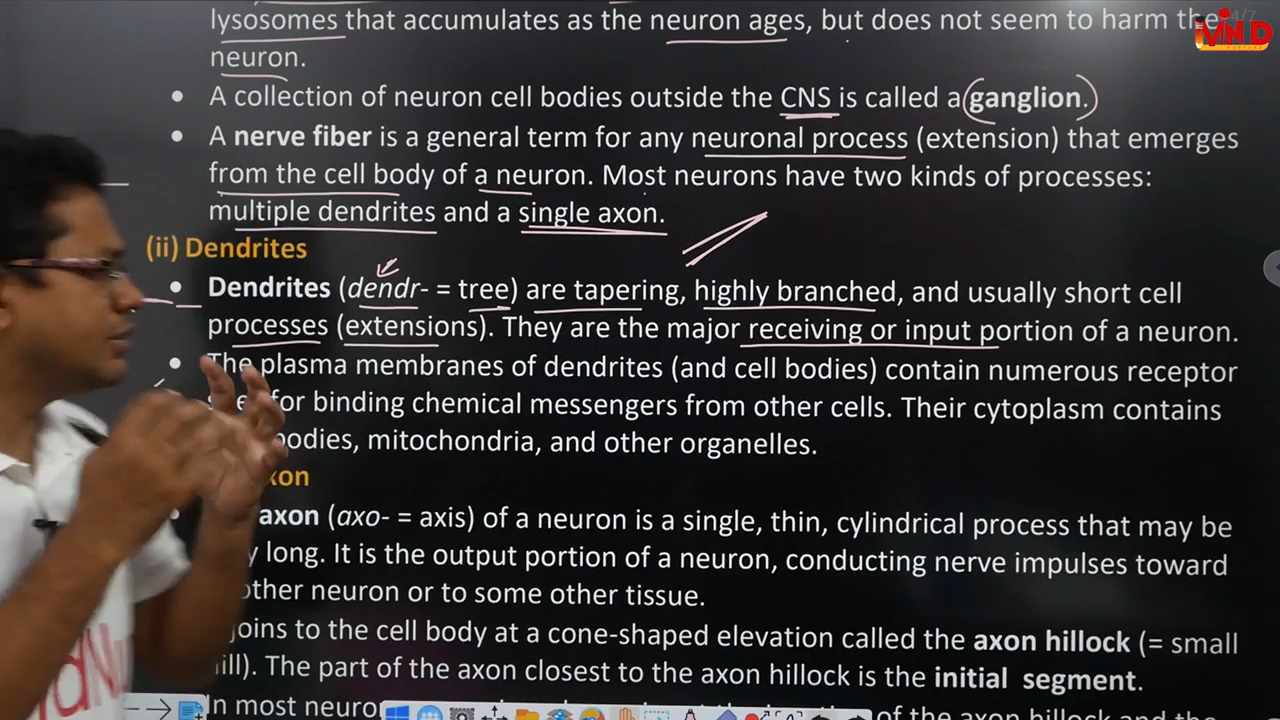 lysosomes that accumulates as the neuron ages, but does not seem to harm the
neuron.
• A collection of neuron cell bodies outside the CNS is called a ganglion.
• A nerve fiber is a general term for any neuronal process (extension) that emerges
from the cell body of a neuron. Most neurons have two kinds of processes:
multiple dendrites and a single axon.
(ii) Dendrites
• Dendrites (dendr- = tree) are tapering, highly branched, and usually short cell
processes (extensions). They are the major receiving or input portion of a neuron.
• The plasma membranes of dendrites (and cell bodies) contain numerous receptor
for binding chemical messengers from other cells. Their cytoplasm contains
bodies, mitochondria, and other organelles.
axon (axo- = axis) of a neuron is a single, thin, cylindrical process that may be
long. It is the output portion of a neuron, conducting nerve impulses toward
other neuron or to some other tissue.
joins to the cell body at a cone-shaped elevation called the axon hillock (= small
hill). The part of the axon closest to the axon hillock is the initial segment.
In most of the axon hillock and the